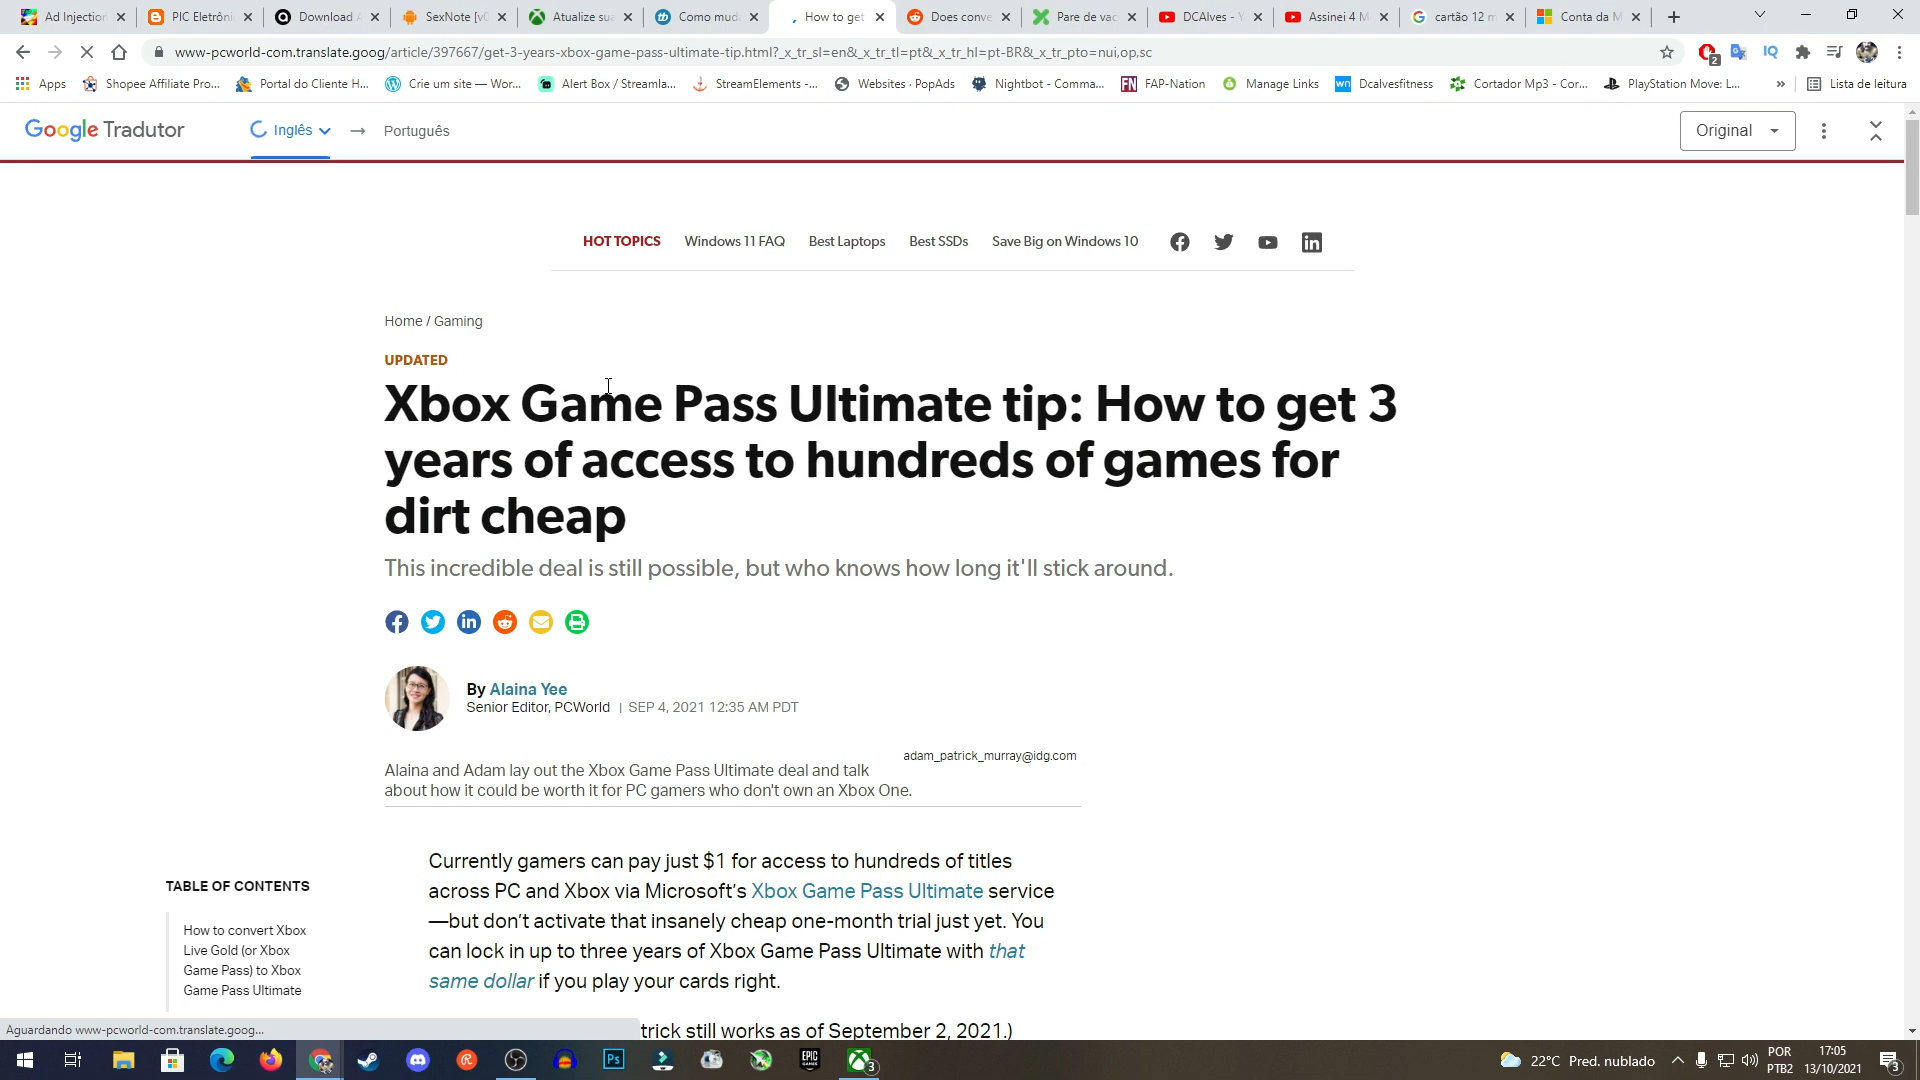 Ad Injection
PIC Eletrôni
Download A
SexNote [v0
Atualize sua
Como muda
How to get
Does conve
Pare de vac
DCAlves - Y
Assinei 4 M
cartão 12 m
Conta da M
www-pcworld-com.translate.goog/article/397667/get-3-years-xbox-game-pass-ultimate-tip.html?_x_tr_sl=en&_x_tr_tl=pt&_x_tr_hl=pt-BR&_x_tr_pto=nui,op,sc
2
IQ
Apps
Shopee Affiliate Pro...
Portal do Cliente H...
Crie um site — Wor...
Alert Box / Streamla...
StreamElements -...
Websites · PopAds
Nightbot - Comma...
FN FAP-Nation
Manage Links
wn Dcalvesfitness
Cortador Mp3 - Cor...
PlayStation Move: L...
»
Lista de leitura
Google Tradutor
Inglês
→
Português
Original
HOT TOPICS
Windows 11 FAQ
Best Laptops
Best SSDs
Save Big on Windows 10
Home / Gaming
UPDATED
Xbox Game Pass Ultimate tip: How to get 3
years of access to hundreds of games for
dirt cheap
This incredible deal is still possible, but who knows how long it'll stick around.
By Alaina Yee
Senior Editor, PCWorld | SEP 4, 2021 12:35 AM PDT
adam_patrick_murray@idg.com
Alaina and Adam lay out the Xbox Game Pass Ultimate deal and talk
about how it could be worth it for PC gamers who don't own an Xbox One.
Currently gamers can pay just $1 for access to hundreds of titles
across PC and Xbox via Microsoft's Xbox Game Pass Ultimate service
—but don't activate that insanely cheap one-month trial just yet. You
can lock in up to three years of Xbox Game Pass Ultimate with that
same dollar if you play your cards right.
trick still works as of September 2, 2021.)
TABLE OF CONTENTS
How to convert Xbox
Live Gold (or Xbox
Game Pass) to Xbox
Game Pass Ultimate
Aguardando www-pcworld-com.translate.goog...
Ps
EPIC GAMES
3
22°C Pred. nublado
POR
PTB2
17:05
13/10/2021
3